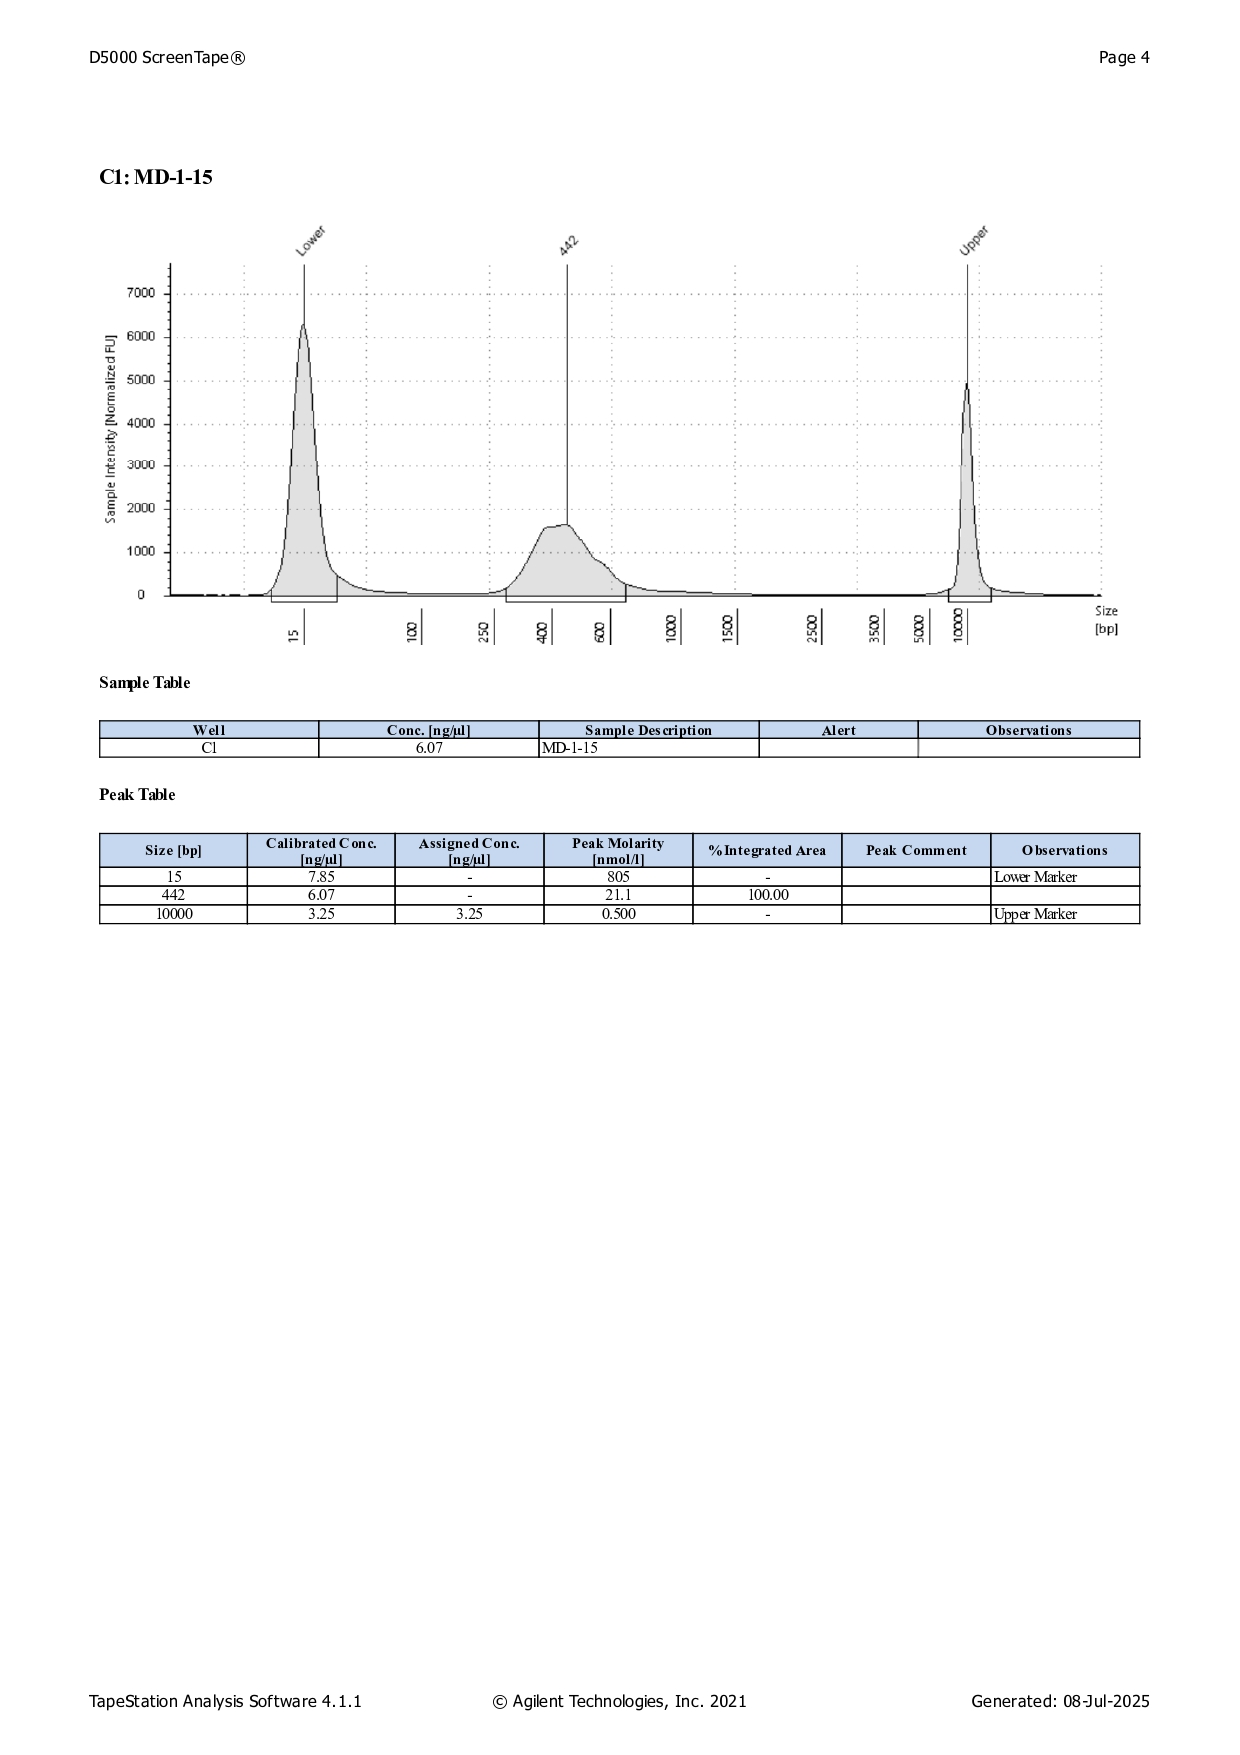 D5000 ScreenTape® Page 4
C1: MD-1-15
Lower 442 Upper
Sample Intensity [Normalized FU]
7000
6000
5000
4000
3000
2000
1000
0
15 100 250 400 600 1000 1500 2500 3500 5000 10000 Size [bp]
Sample Table
Well Conc. [ng/µl] Sample Description Alert Observations
C1 6.07 MD-1-15
Peak Table
Size [bp] Calibrated Conc. [ng/µl] Assigned Conc. [ng/µl] Peak Molarity [nmol/l] % Integrated Area Peak Comment Observations
15 7.85 - 805 - Lower Marker
442 6.07 - 21.1 100.00
10000 3.25 3.25 0.500 - Upper Marker
TapeStation Analysis Software 4.1.1 © Agilent Technologies, Inc. 2021 Generated: 08-Jul-2025